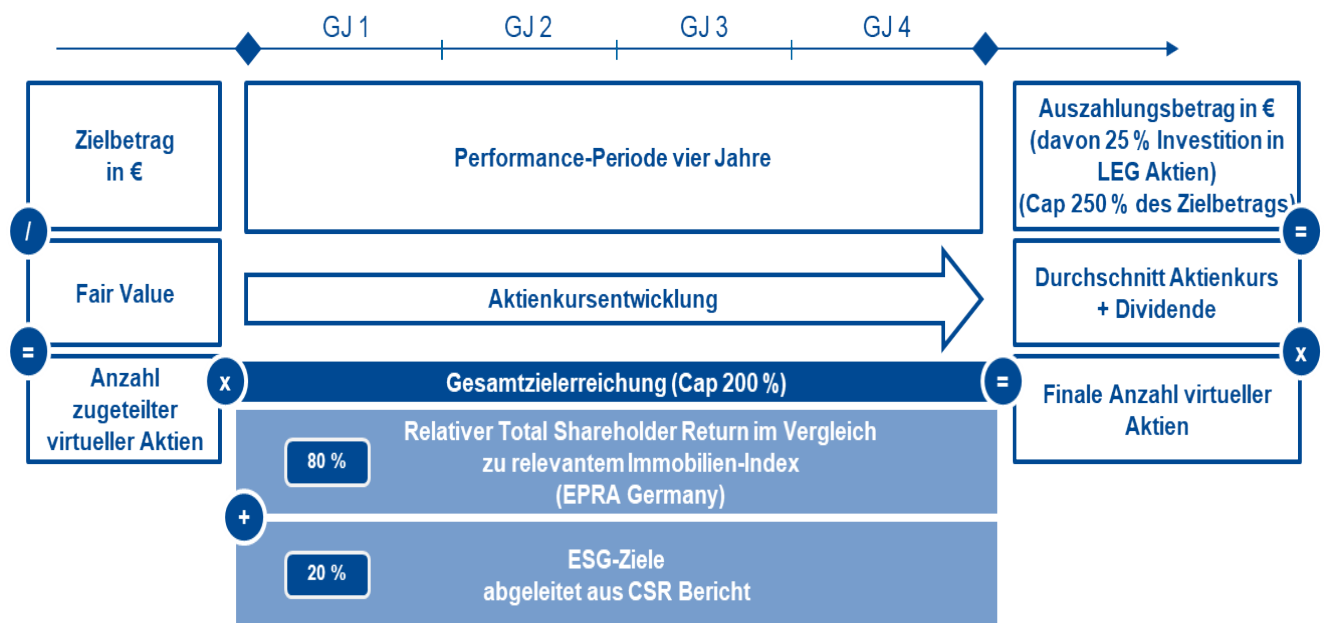 GJ 1
GJ 2
GJ 3
GJ 4
Zielbetrag
in €
/
Fair Value
=
Anzahl
zugeteilter
virtueller Aktien
x
Performance-Periode vier Jahre
Aktienkursentwicklung
Gesamtzielerreichung (Cap 200 %)
80 %
Relativer Total Shareholder Return im Vergleich
zu relevantem Immobilien-Index
(EPRA Germany)
+
20 %
ESG-Ziele
abgeleitet aus CSR Bericht
=
Auszahlungsbetrag in €
(davon 25 % Investition in
LEG Aktien)
(Cap 250 % des Zielbetrags)
=
Durchschnitt Aktienkurs
+ Dividende
x
Finale Anzahl virtueller
Aktien